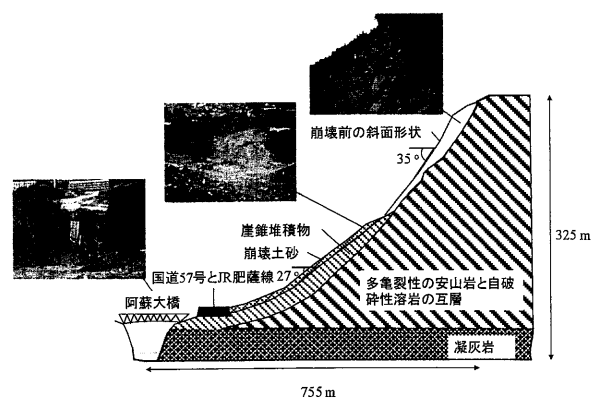 崩壊前の斜面形状
35°
崖錐堆積物
崩壊土砂
国道57号とJR肥薩線 27°
阿蘇大橋
多亀裂性の安山岩と自破
砕性溶岩の互層
凝灰岩
325 m
755 m